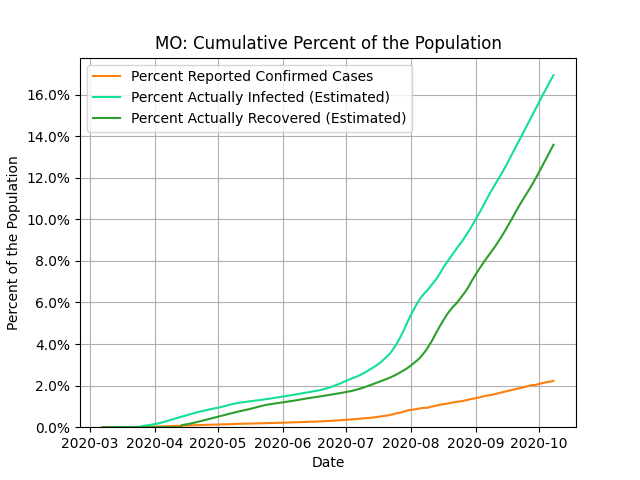 MO: Cumulative Percent of the Population
Percent Reported Confirmed Cases
Percent Actually Infected (Estimated)
Percent Actually Recovered (Estimated)
16.0%
14.0%
12.0%
10.0%
8.0%
6.0%
4.0%
2.0%
0.0%
Percent of the Population
2020-03 2020-04 2020-05 2020-06 2020-07 2020-08 2020-09 2020-10
Date